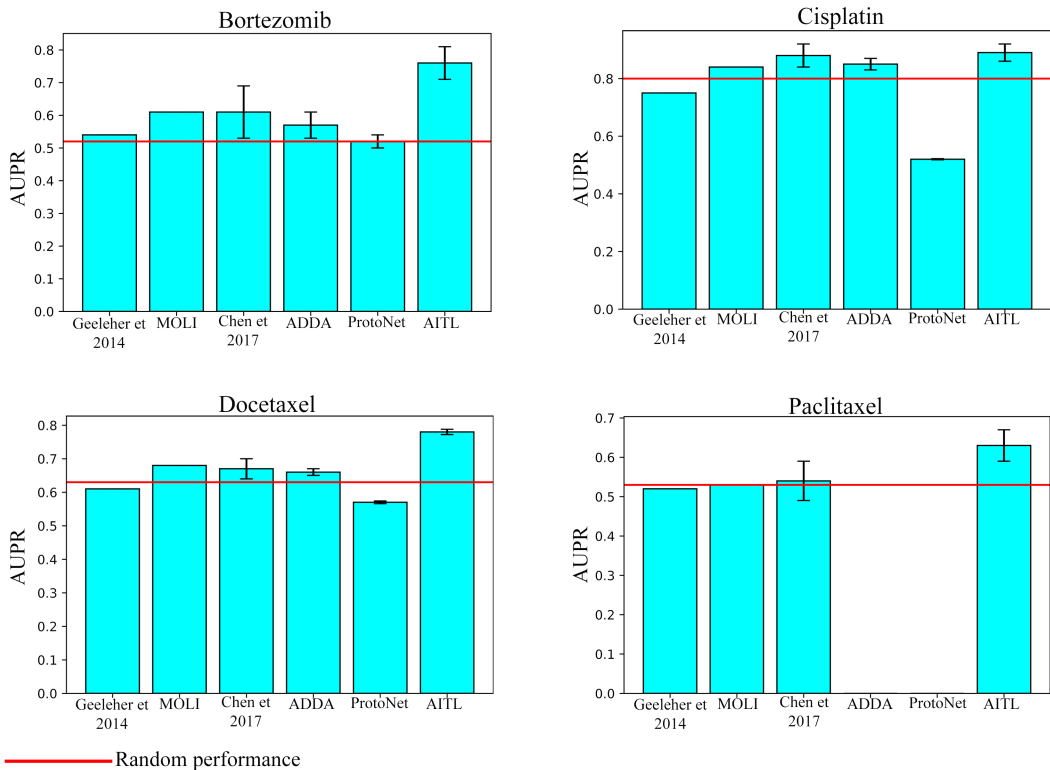 Bortezomib
AUPR
0.8
0.7
0.6
0.5
0.4
0.3
0.2
0.1
0.0
Geeleher et
2014
MOLI
Chen et
2017
ADDA
ProtoNet
AITL
Cisplatin
AUPR
0.8
0.6
0.4
0.2
0.0
Geeleher et
2014
MOLI
Chen et
2017
ADDA
ProtoNet
AITL
Docetaxel
AUPR
0.8
0.7
0.6
0.5
0.4
0.3
0.2
0.1
0.0
Geeleher et
2014
MOLI
Chen et
2017
ADDA
ProtoNet
AITL
Paclitaxel
AUPR
0.7
0.6
0.5
0.4
0.3
0.2
0.1
0.0
Geeleher et
2014
MOLI
Chen et
2017
ADDA
ProtoNet
AITL
Random performance